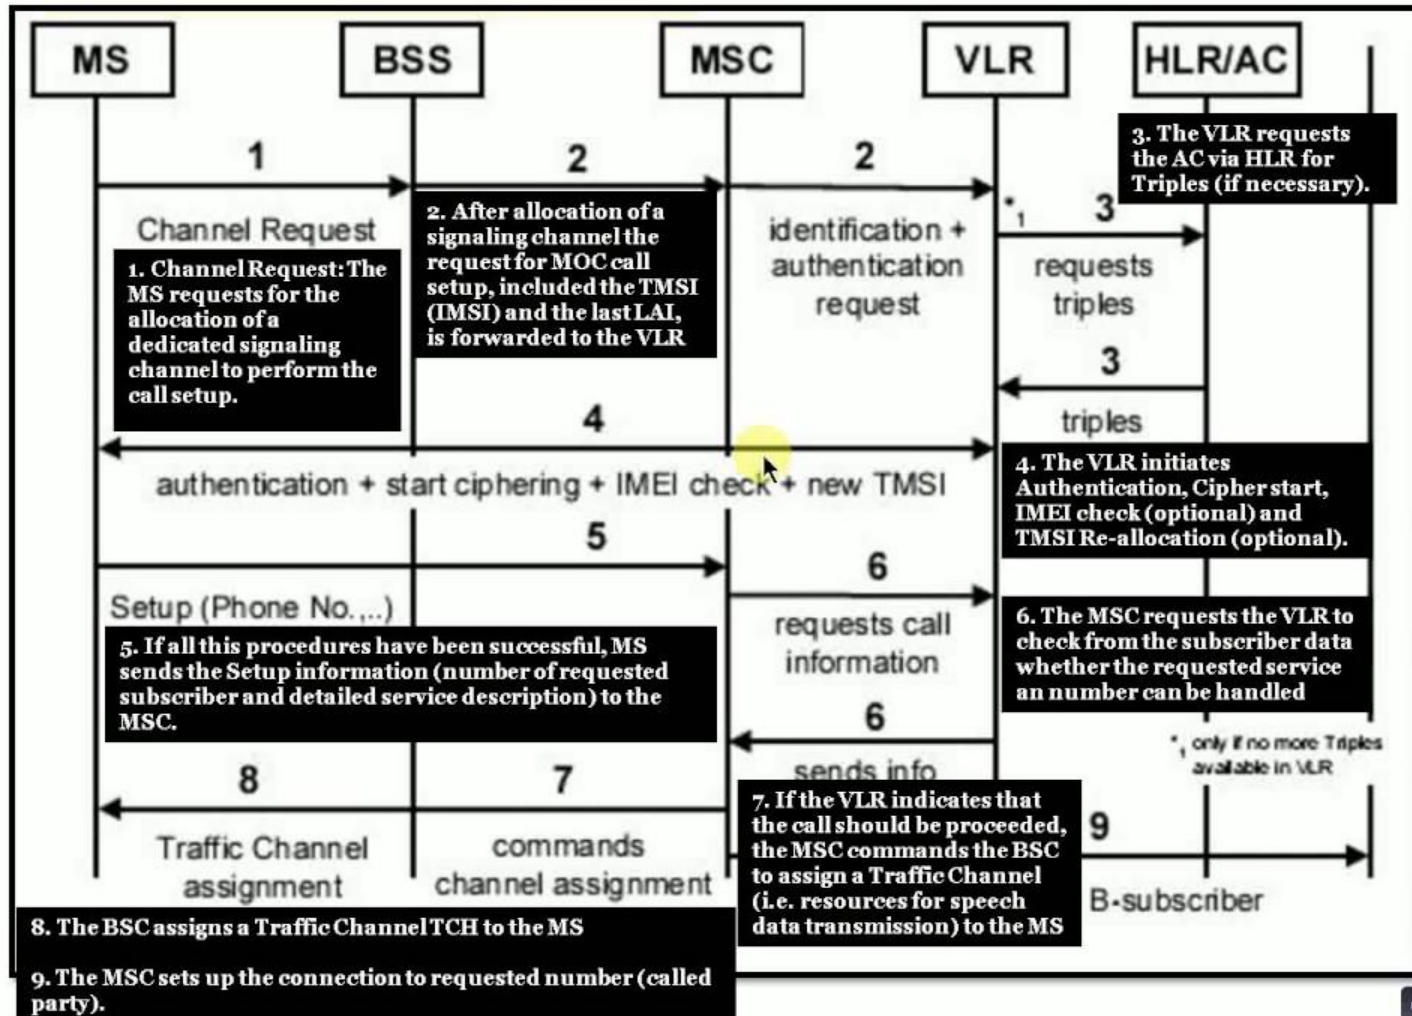 MS
BSS
MSC
VLR
HLR/AC
1
2
2
3. The VLR requests
the AC via HLR for
Triples (if necessary).
Channel Request
1. Channel Request: The
MS requests for the
allocation of a
dedicated signaling
channel to perform the
call setup.
2. After allocation of a
signaling channel the
request for MOC call
setup, included the TMSI
(IMSI) and the last LAI,
is forwarded to the VLR
identification +
authentication
request
*1
3
requests
triples
3
triples
4
authentication + start ciphering + IMEI check + new TMSI
4. The VLR initiates
Authentication, Cipher start,
IMEI check (optional) and
TMSI Re-allocation (optional).
5
Setup (Phone No.,..)
5. If all this procedures have been successful, MS
sends the Setup information (number of requested
subscriber and detailed service description) to the
MSC.
6
requests call
information
6. The MSC requests the VLR to
check from the subscriber data
whether the requested service
an number can be handled
6
sends info
*1 only if no more Triples
available in VLR
8
7
Traffic Channel
assignment
commands
channel assignment
7. If the VLR indicates that
the call should be proceeded,
the MSC commands the BSC
to assign a Traffic Channel
(i.e. resources for speech
data transmission) to the MS
9
B-subscriber
8. The BSC assigns a Traffic Channel TCH to the MS
9. The MSC sets up the connection to requested number (called
party).